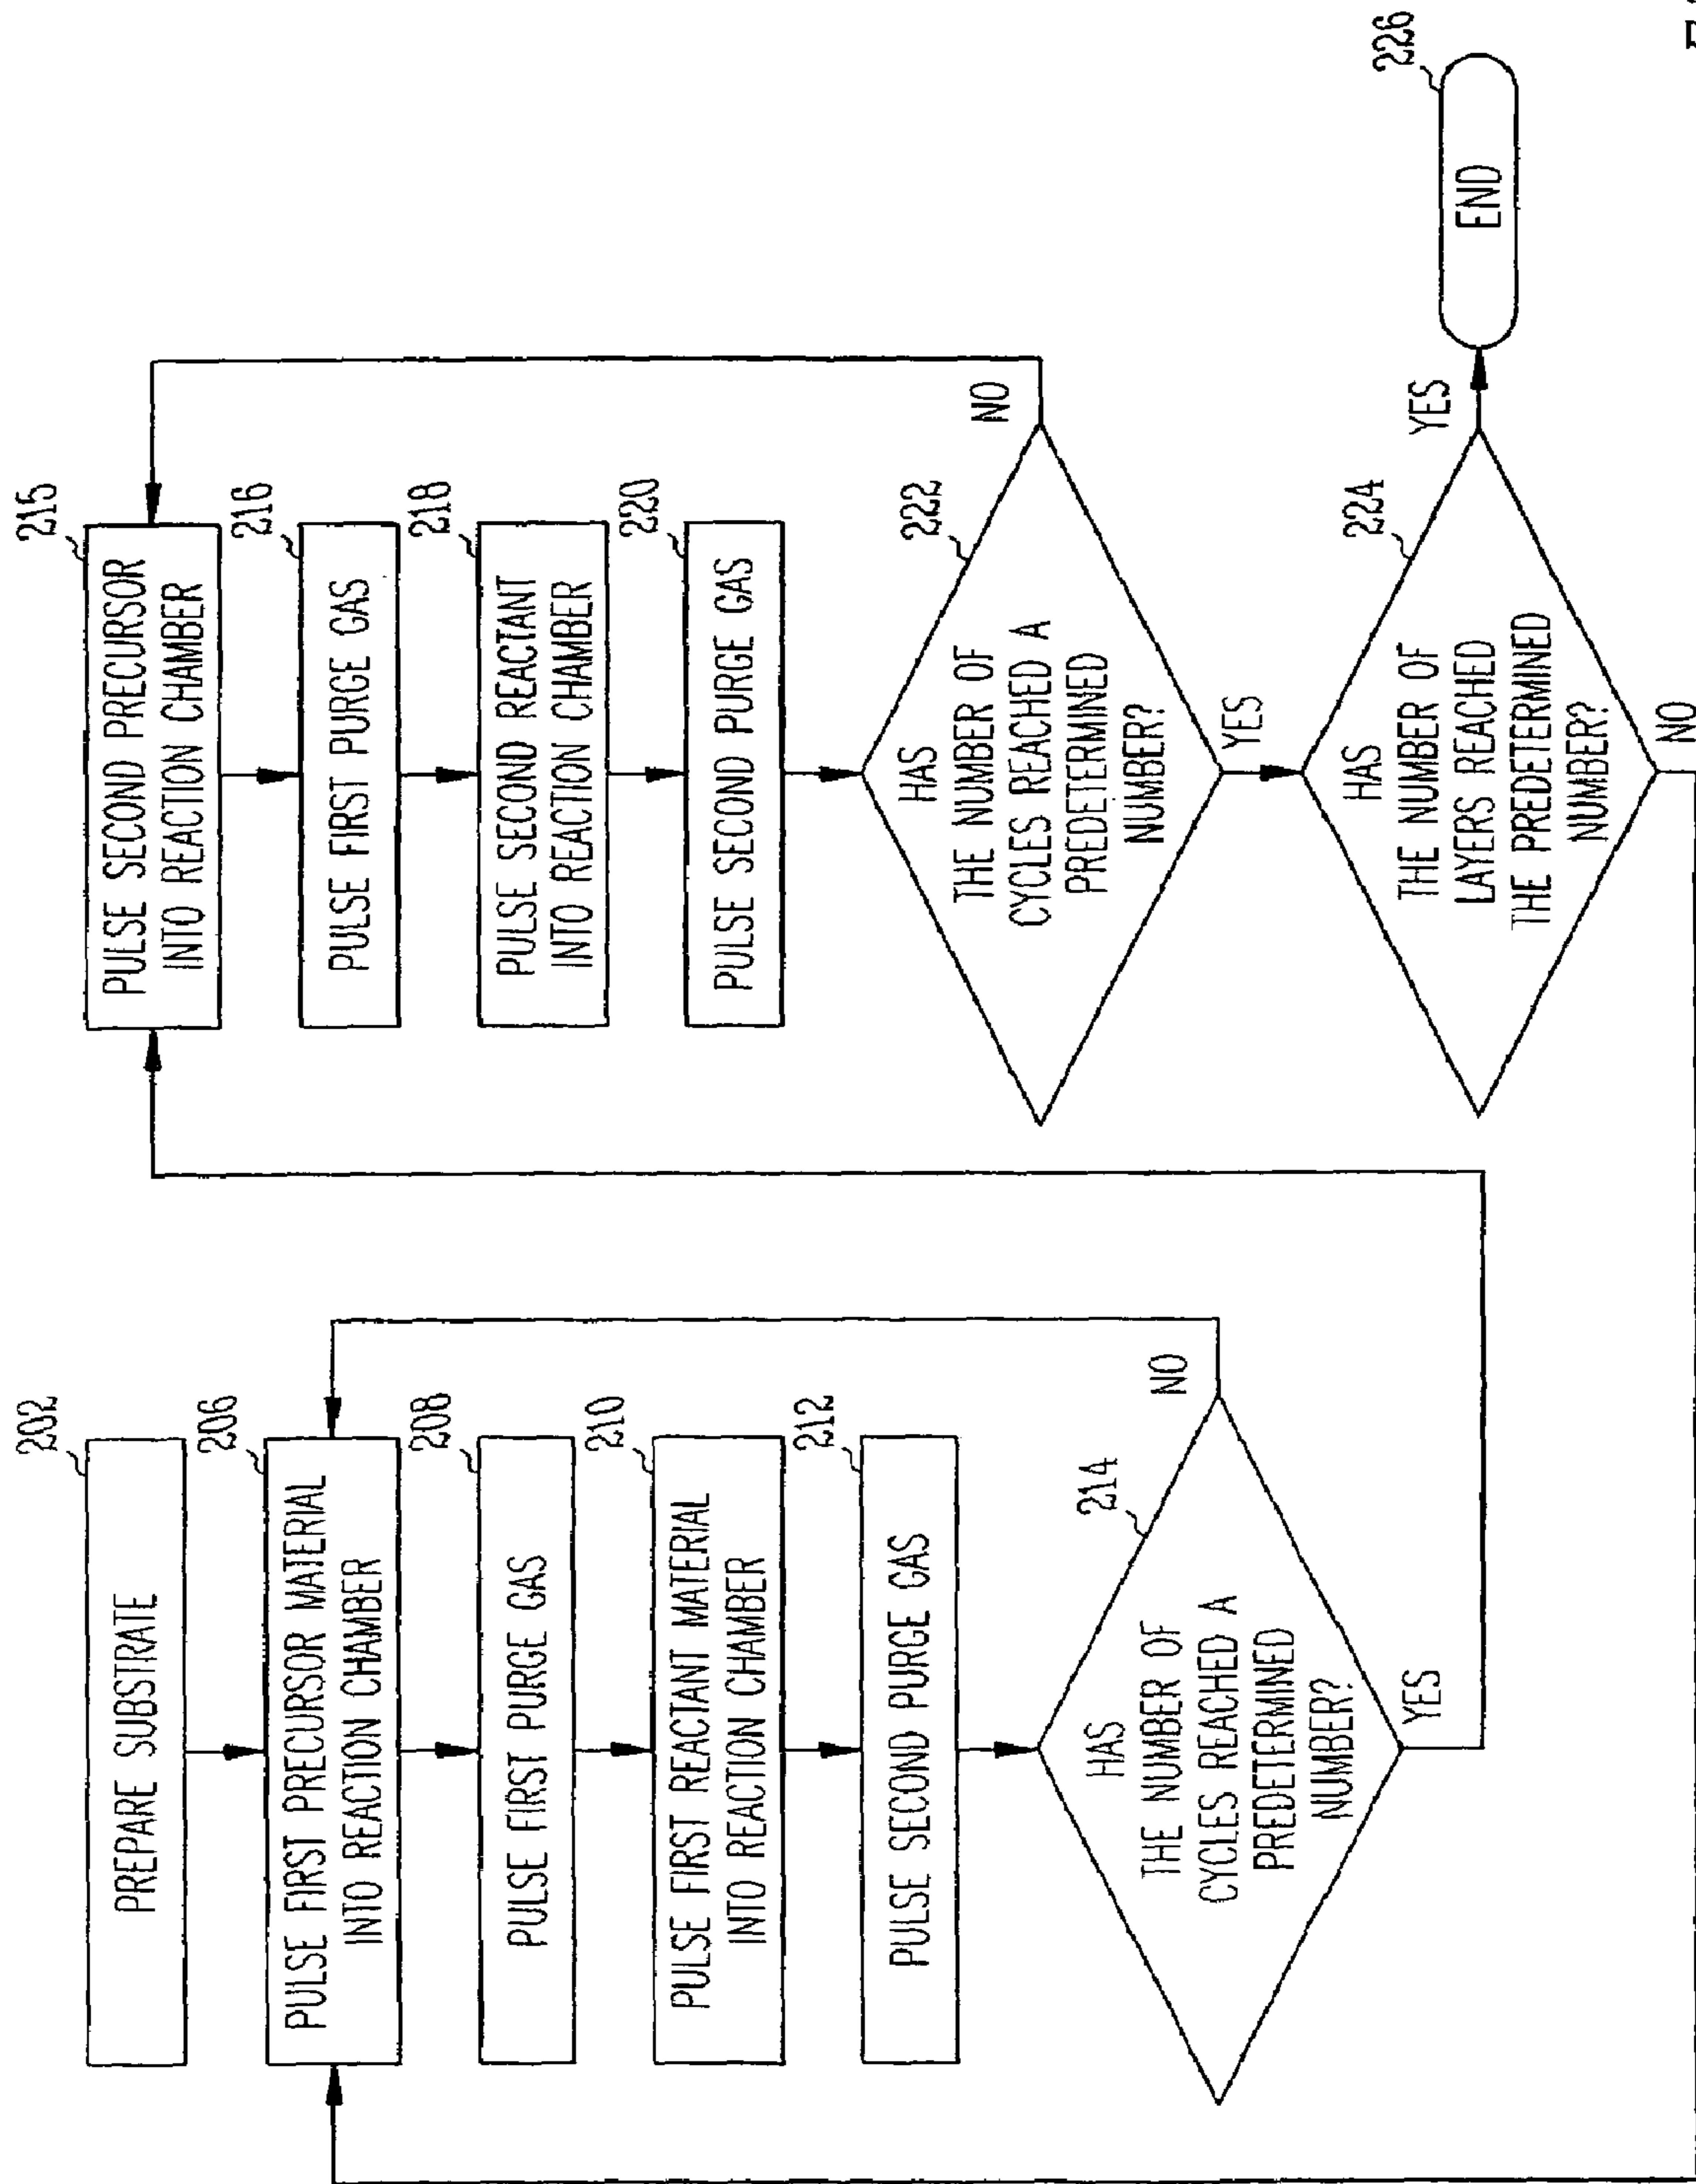 202
PREPARE SUBSTRATE
206
PULSE FIRST PRECURSOR MATERIAL
INTO REACTION CHAMBER
208
PULSE FIRST PURGE GAS
210
PULSE FIRST REACTANT MATERIAL
INTO REACTION CHAMBER
212
PULSE SECOND PURGE GAS
214
HAS
THE NUMBER OF
CYCLES REACHED A
PREDETERMINED
NUMBER?
NO
YES
215
PULSE SECOND PRECURSOR
INTO REACTION CHAMBER
216
PULSE FIRST PURGE GAS
218
PULSE SECOND REACTANT
INTO REACTION CHAMBER
220
PULSE SECOND PURGE GAS
222
HAS
THE NUMBER OF
CYCLES REACHED A
PREDETERMINED
NUMBER?
NO
YES
224
HAS
THE NUMBER OF
LAYERS REACHED
THE PREDETERMINED
NUMBER?
YES
NO
226
END